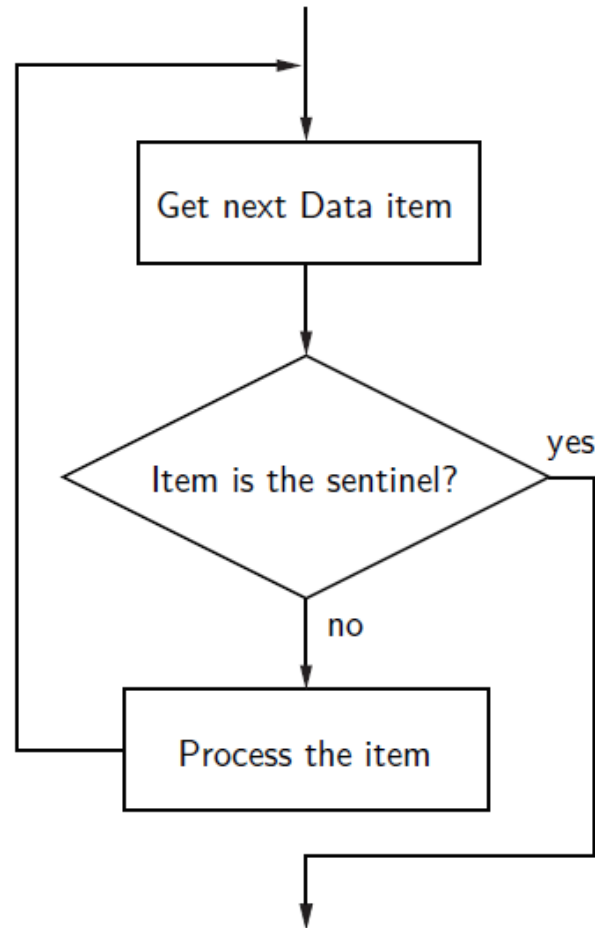 Get next Data item
Item is the sentinel?
yes
no
Process the item